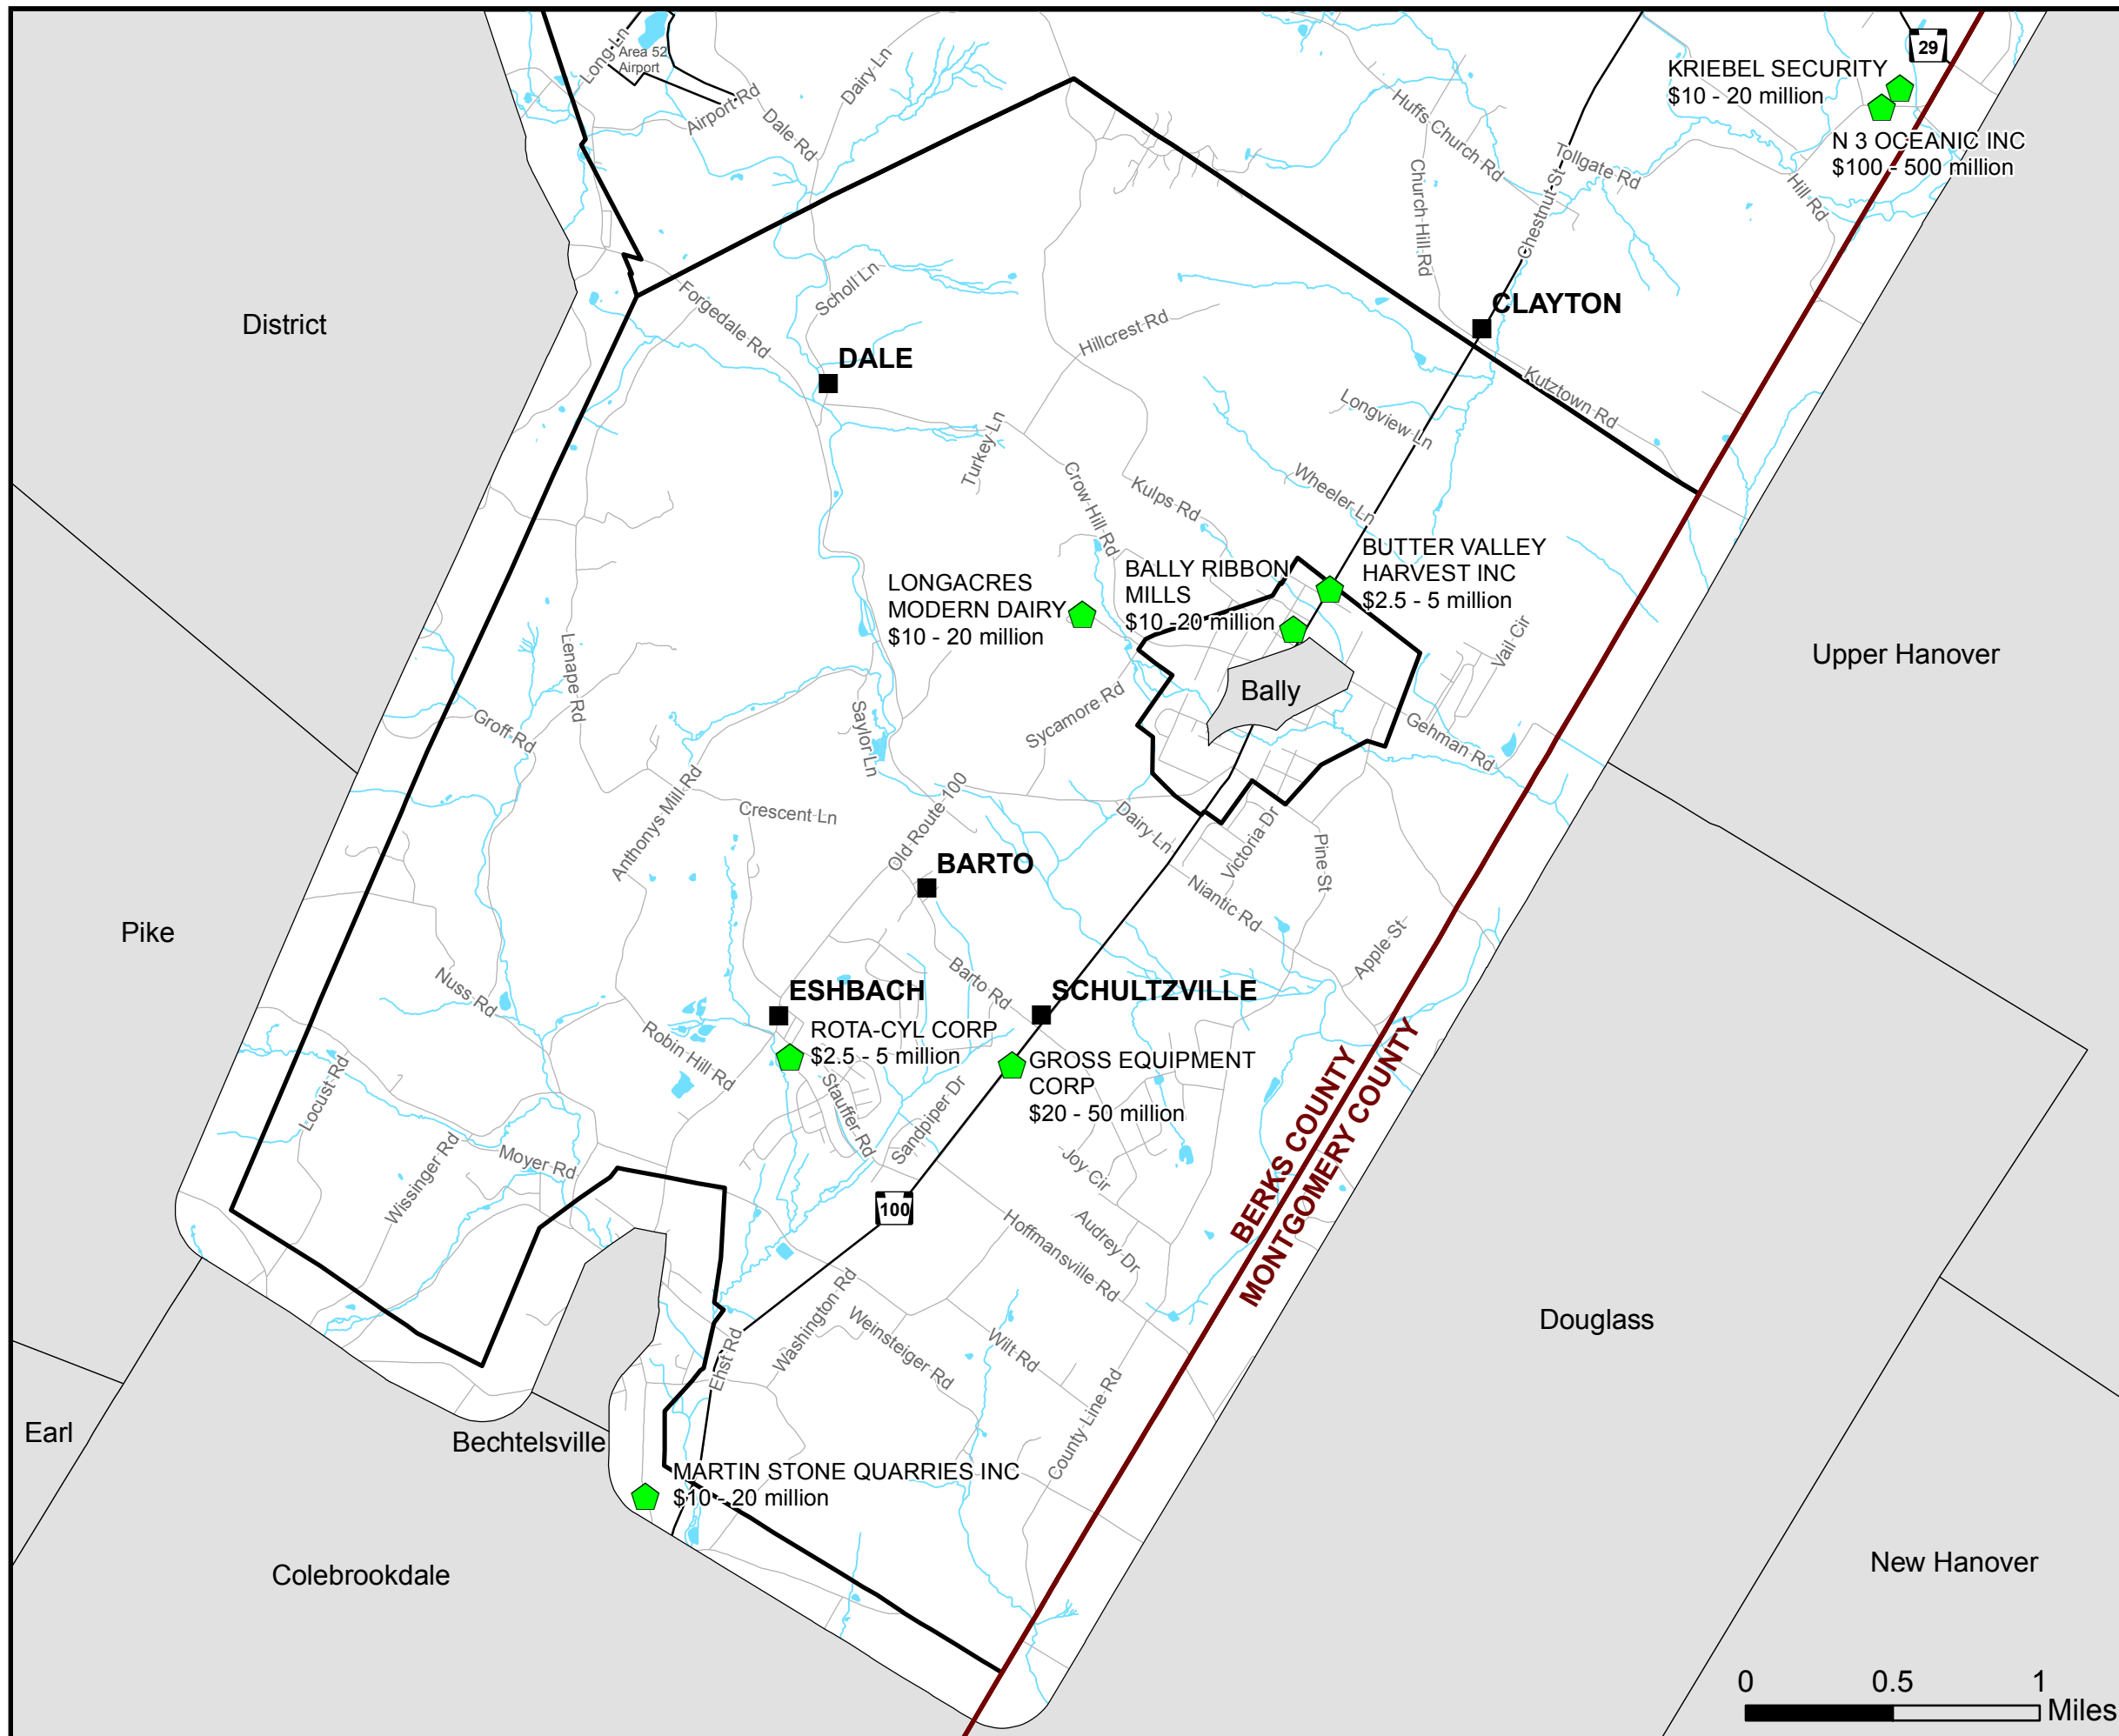 29
KRIEBEL SECURITY
$10 - 20 million
N 3 OCEANIC INC
$100 - 500 million
Long Ln
Area 52
Airport
Airport Rd
Dairy Ln
Dale Rd
Huffs Church Rd
Church Hill Rd
Chestnut St
Tollgate Rd
Hill Rd
District
Forgedale Rd
Scholl Ln
DALE
Hillcrest Rd
CLAYTON
Kutztown Rd
Longview Ln
Turkey Ln
Crow Hill Rd
Kulps Rd
Wheeler Ln
LONGACRES
MODERN DAIRY
$10 - 20 million
BALLY RIBBON
MILLS
$10 -20 million
BUTTER VALLEY
HARVEST INC
$2.5 - 5 million
Vail Cir
Upper Hanover
Bally
Lenape Rd
Groff Rd
Saylor Ln
Sycamore Rd
Gehman Rd
Anthonys Mill Rd
Crescent Ln
Old Route 100
Dairy Ln
Victoria Dr
Pine St
BARTO
Niantic Rd
Pike
Apple St
Nuss Rd
Barto Rd
ESHBACH
SCHULTZVILLE
ROTA-CYL CORP
$2.5 - 5 million
Robin Hill Rd
GROSS EQUIPMENT
CORP
$20 - 50 million
Stauffer Rd
Sandpiper Dr
Locust Rd
Wissinger Rd
Moyer Rd
Joy Cir
BERKS COUNTY
MONTGOMERY COUNTY
100
Audrey Dr
Hoffmansville Rd
Washington Rd
Weinsteiger Rd
Wilt Rd
Ehst Rd
County Line Rd
Douglass
Earl
Bechtelsville
MARTIN STONE QUARRIES INC
$10 - 20 million
Colebrookdale
New Hanover
0 0.5 1
Miles